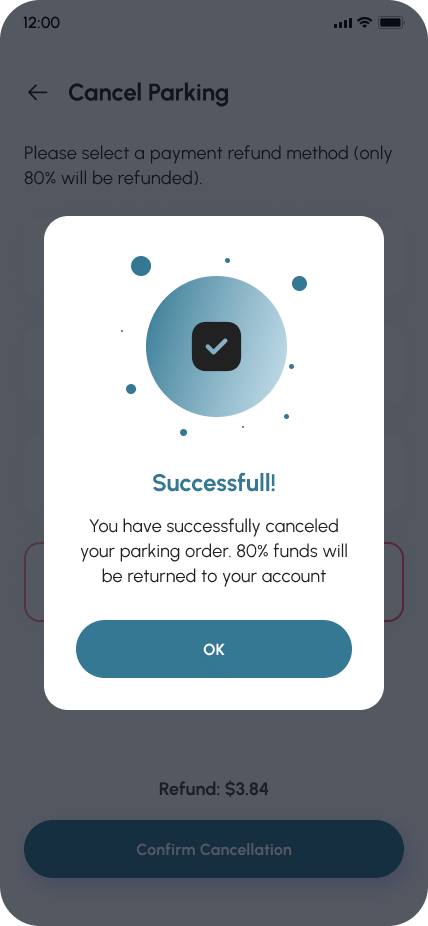 12:00
Cancel Parking
Please select a payment refund method (only
80% will be refunded).
Successfull!
You have successfully canceled
your parking order. 80% funds will
be returned to your account
OK
Refund: $3.84
Confirm Cancellation